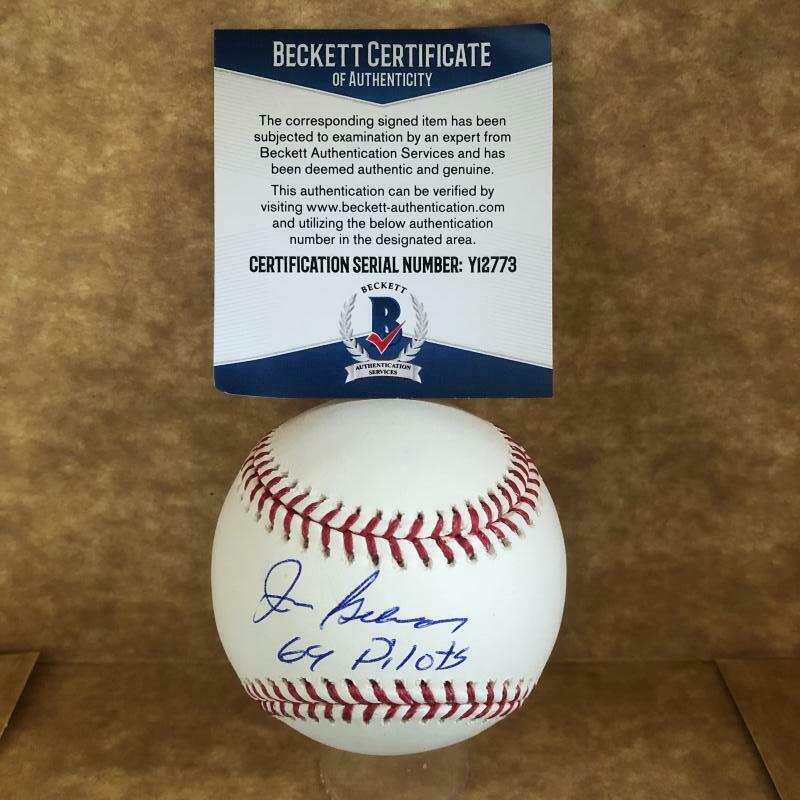 BECKETT CERTIFICATE
OF AUTHENTICITY
The corresponding signed item has been
subjected to examination by an expert from
Beckett Authentication Services and has
been deemed authentic and genuine.
This authentication can be verified by
visiting www.beckett-authentication.com
and utilizing the below authentication
number in the designated area.
CERTIFICATION SERIAL NUMBER: Y12773
BECKETT
B
AUTHENTICATION
SERVICES
69 Pilots